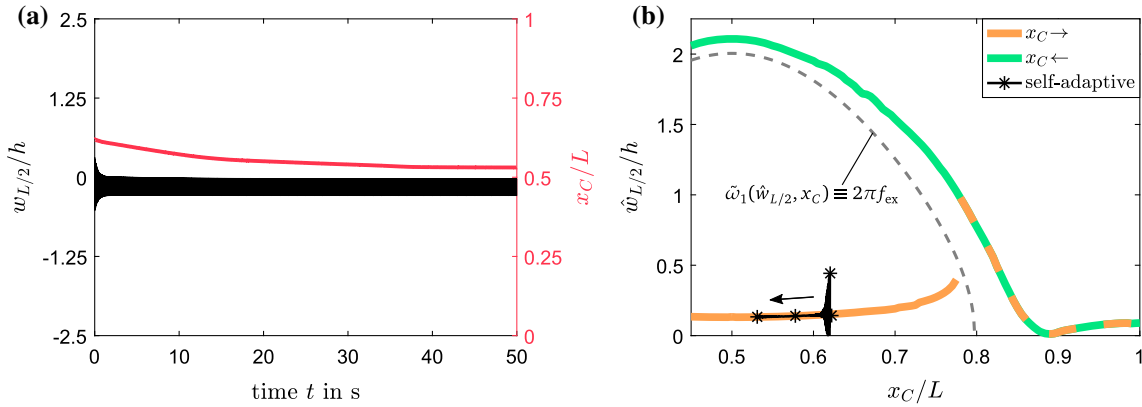 (a)
2.5
1.25
0
-1.25
-2.5
w_{L/2}/h
0
10
20
30
40
50
time t in s
1
0.75
0.5
0.25
0
x_C/L
(b)
2
1.5
1
0.5
0
ŵ_{L/2}/h
0.5
0.6
0.7
0.8
0.9
1
x_C/L
x_C→
x_C←
self-adaptive
ω̃_1(ŵ_{L/2}, x_C) ≡ 2πf_{ex}